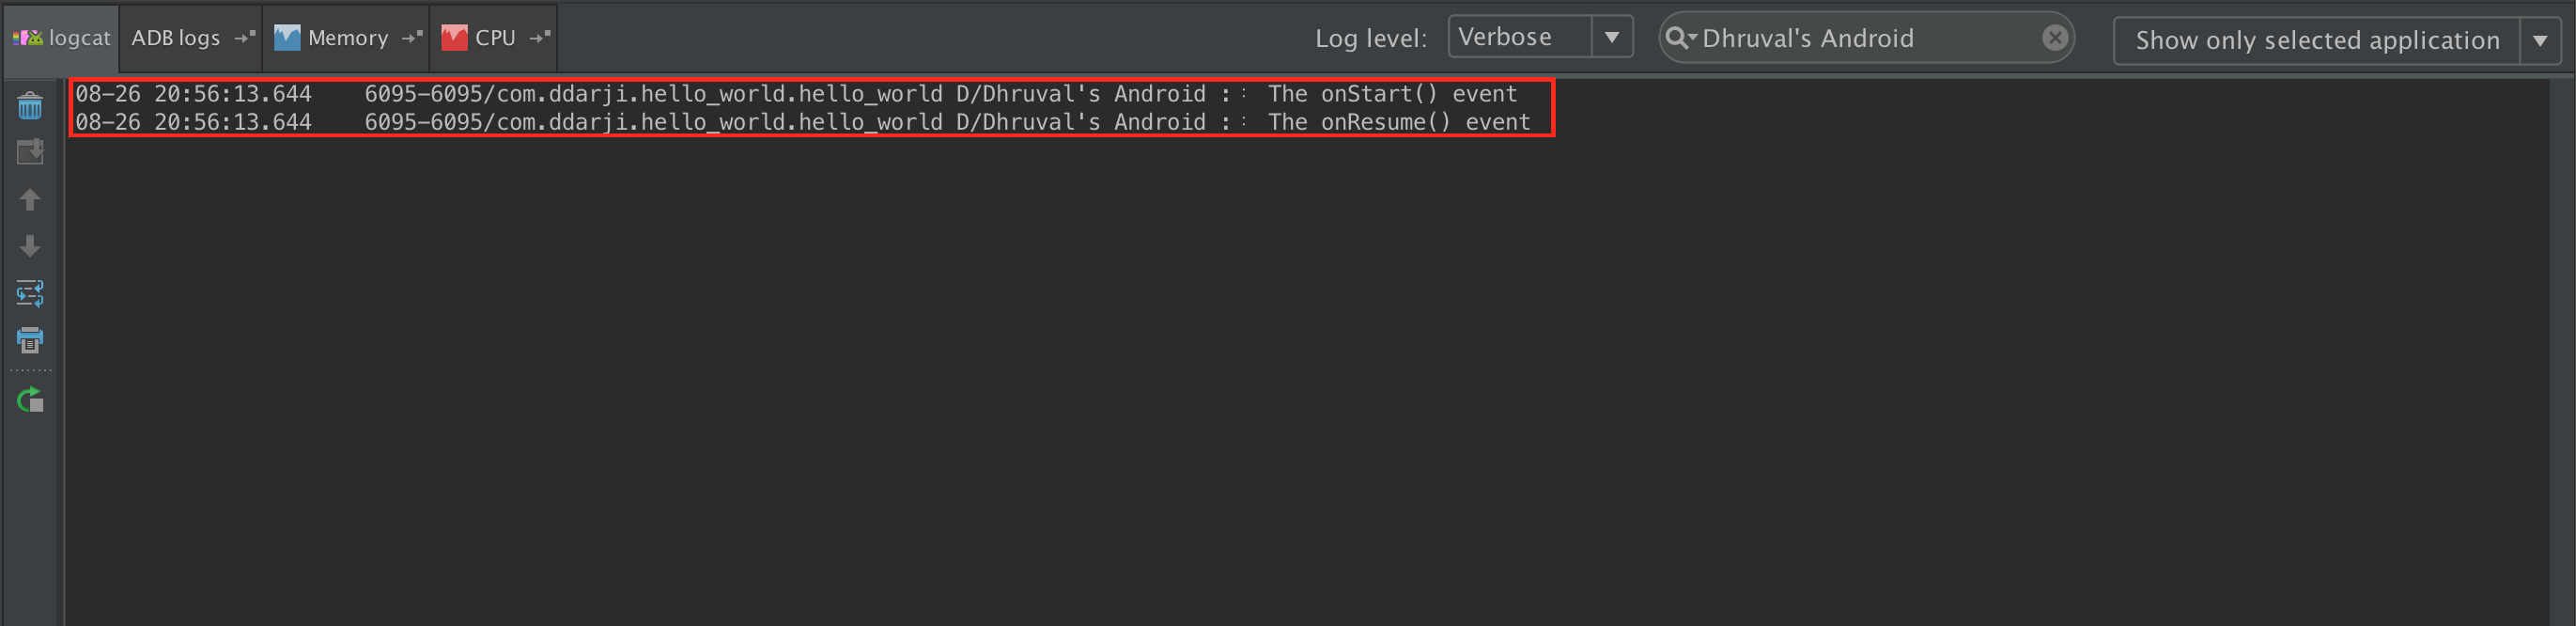 logcat ADB logs Memory CPU Log level: Verbose Dhruval's Android Show only selected application
08-26 20:56:13.644 6095-6095/com.ddarji.hello_world.hello_world D/Dhruval's Android :: The onStart() event
08-26 20:56:13.644 6095-6095/com.ddarji.hello_world.hello_world D/Dhruval's Android :: The onResume() event